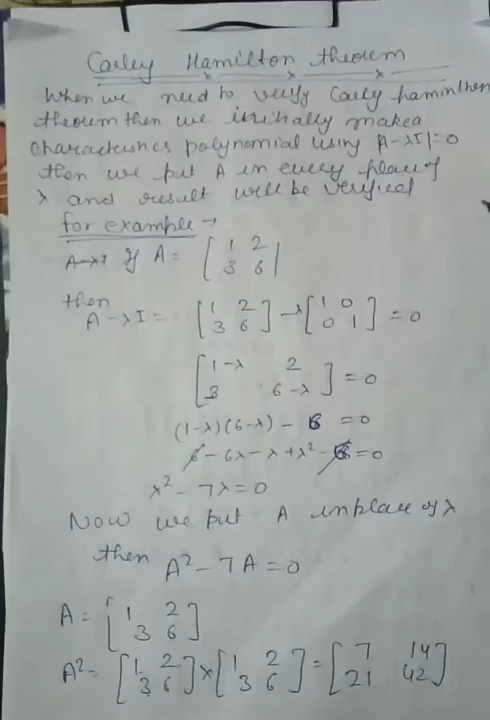 Carley Hamilton theorem
When we need to verify Carly haminthen
theorum then we initially make a
characteristics polynomial using |A-λI|=0
then we put A in every place of
λ and result will be verified
for example →
A-λI If A = [1 2
3 6]
then
A-λI = [1 2
3 6] -λ [1 0
0 1] = 0
[1-λ 2
3 6-λ] = 0
(1-λ)(6-λ) - 6 = 0
6 - 6λ - λ + λ² - 6 = 0
λ² - 7λ = 0
Now we put A inplace of λ
then A² - 7A = 0
A = [1 2
3 6]
A² = [1 2
3 6] × [1 2
3 6] = [7 14
21 42]